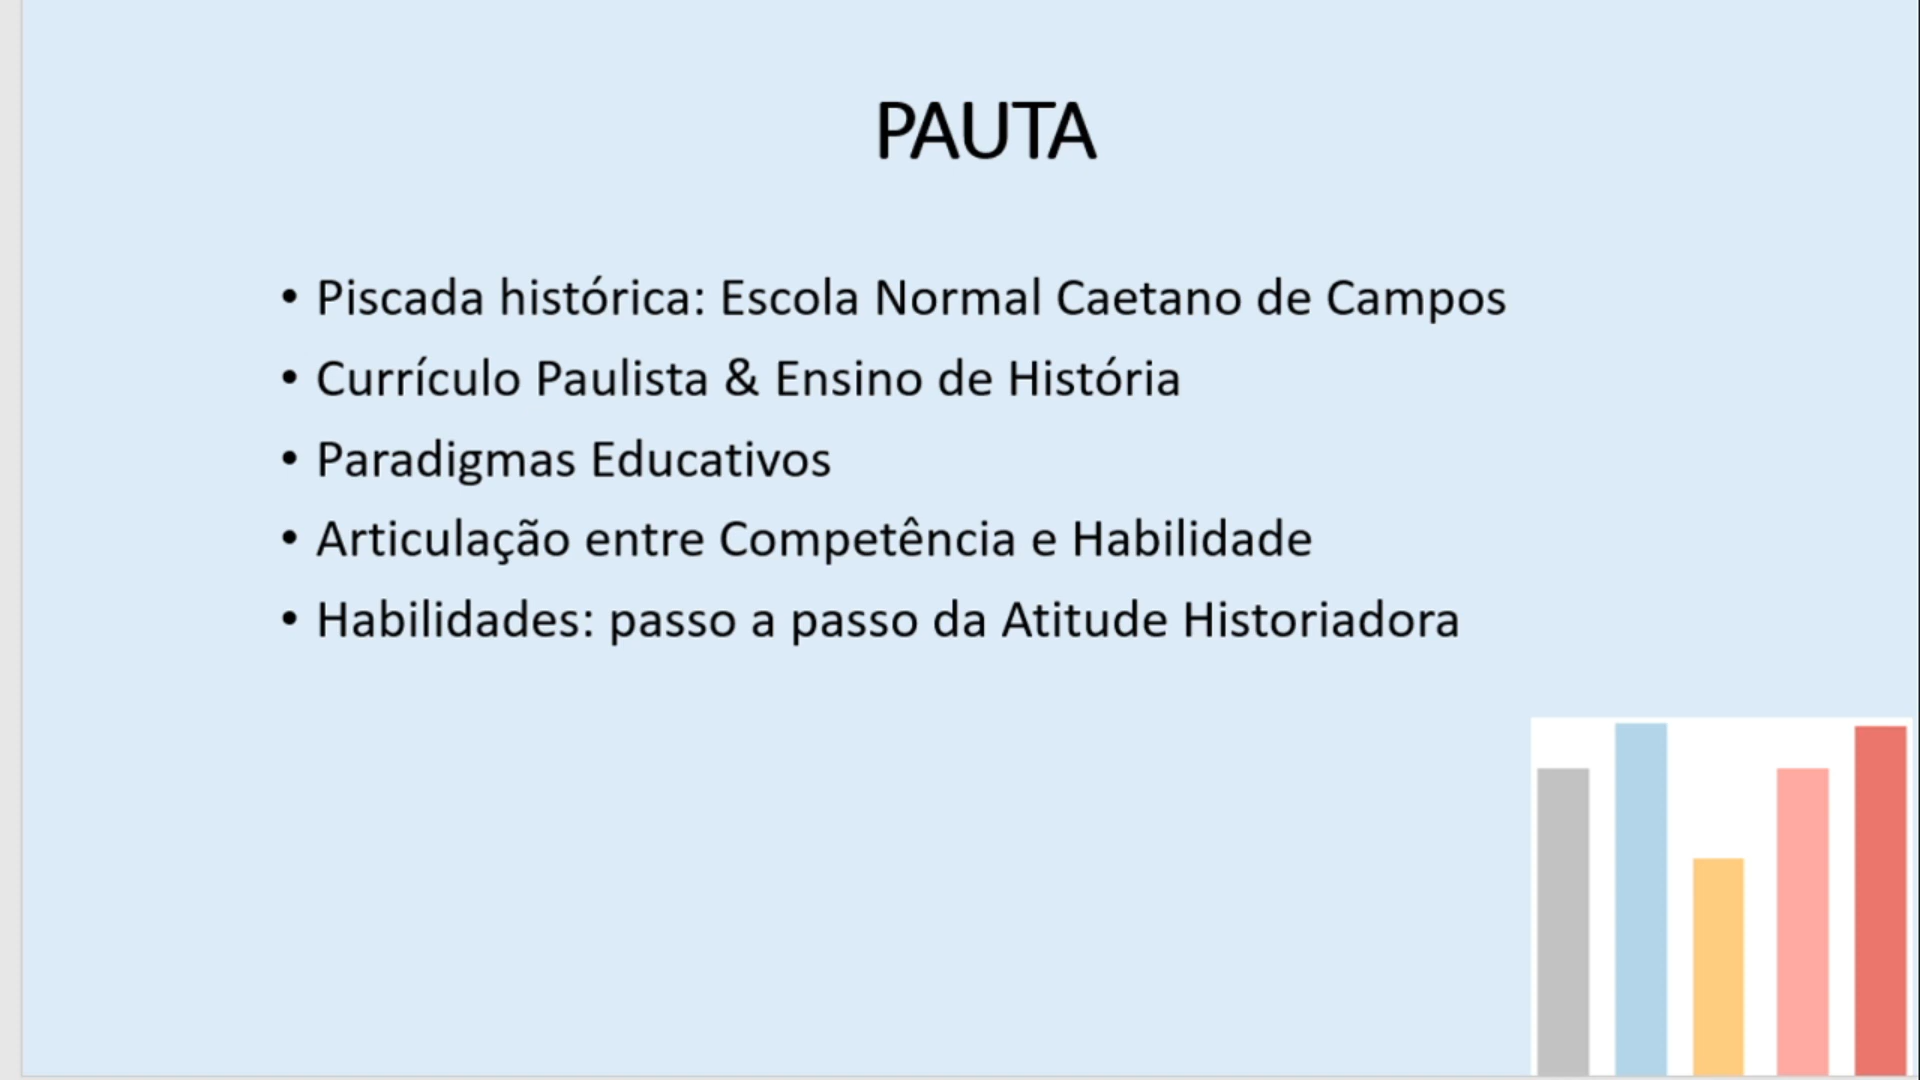 PAUTA
• Piscada histórica: Escola Normal Caetano de Campos
• Currículo Paulista & Ensino de História
• Paradigmas Educativos
• Articulação entre Competência e Habilidade
• Habilidades: passo a passo da Atitude Historiadora